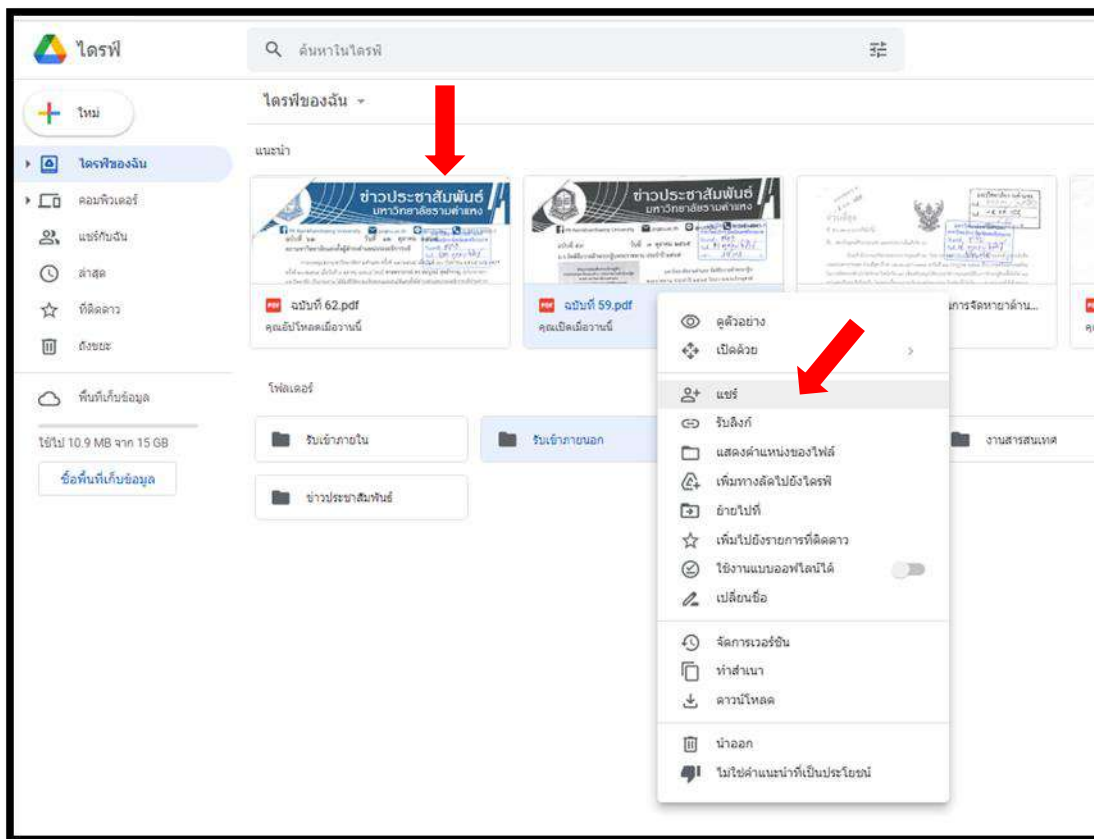 ไดรฟ์
ค้นหาในไดรฟ์
ใหม่
ไดรฟ์ของฉัน
คอมพิวเตอร์
แชร์กับฉัน
ล่าสุด
ที่ติดดาว
ถังขยะ
พื้นที่เก็บข้อมูล
ใช้ไป 10.9 MB จาก 15 GB
ซื้อพื้นที่เก็บข้อมูล
ไดรฟ์ของฉัน
แนะนำ
ข่าวประชาสัมพันธ์
มหาวิทยาลัยรามคำแหง
ข่าวประชาสัมพันธ์
มหาวิทยาลัยรามคำแหง
PDF ฉบับที่ 62.pdf
คุณอัปโหลดเมื่อวานนี้
PDF ฉบับที่ 59.pdf
คุณเปิดเมื่อวานนี้
การจัดหายาด้าน...
โฟลเดอร์
รับเข้าภายใน
รับเข้าภายนอก
งานสารสนเทศ
ข่าวประชาสัมพันธ์
ดูตัวอย่าง
เปิดด้วย
แชร์
รับลิงก์
แสดงตำแหน่งของไฟล์
เพิ่มทางลัดไปยังไดรฟ์
ย้ายไปที่
เพิ่มไปยังรายการที่ติดดาว
ใช้งานแบบออฟไลน์ได้
เปลี่ยนชื่อ
จัดการเวอร์ชัน
ทำสำเนา
ดาวน์โหลด
นำออก
ไม่ใช่คำแนะนำที่เป็นประโยชน์